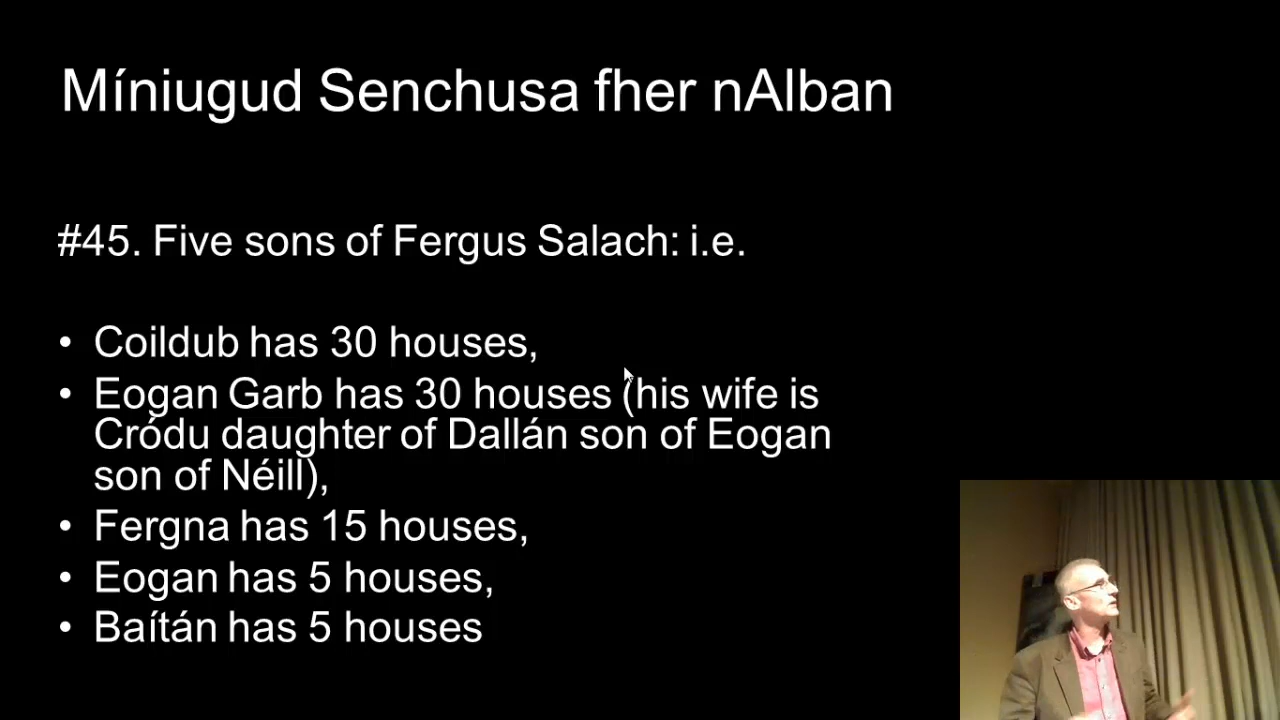 Míniugud Senchusa fher nAlban
#45. Five sons of Fergus Salach: i.e.
• Coildub has 30 houses,
• Eogan Garb has 30 houses (his wife is
Cródu daughter of Dallán son of Eogan
son of Néill),
• Fergna has 15 houses,
• Eogan has 5 houses,
• Baítán has 5 houses